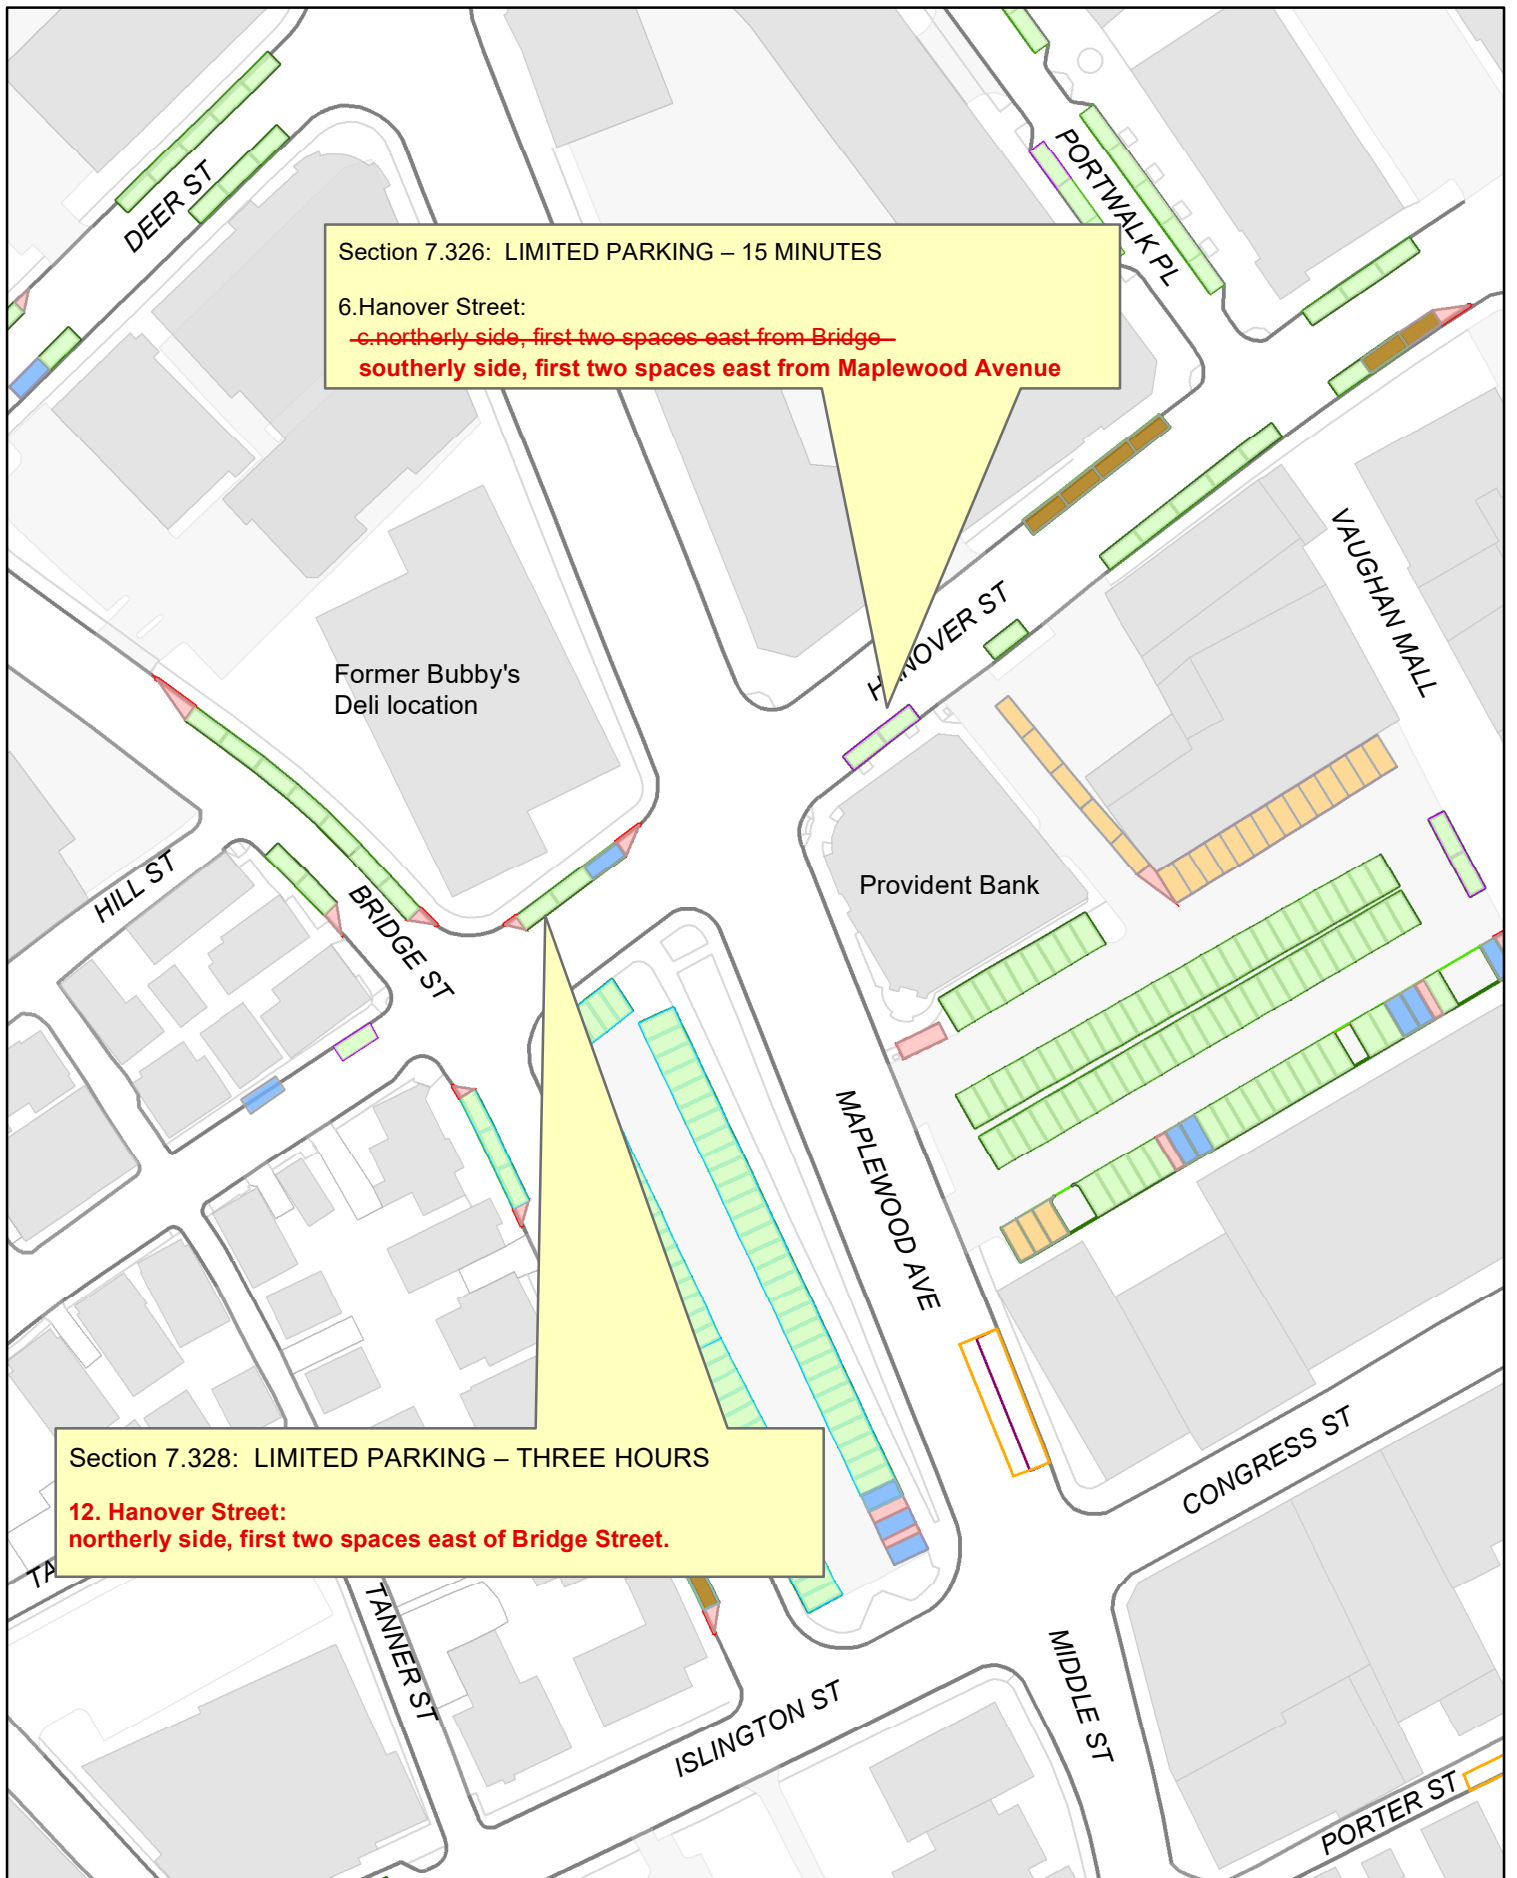 DEER ST
PORTWALK PL
Section 7.326:  LIMITED PARKING – 15 MINUTES
6.Hanover Street:
c.northerly side, first two spaces east from Bridge
southerly side, first two spaces east from Maplewood Avenue
VAUGHAN MALL
HANOVER ST
Former Bubby's
Deli location
HILL ST
BRIDGE ST
Provident Bank
MAPLEWOOD AVE
CONGRESS ST
Section 7.328:  LIMITED PARKING – THREE HOURS
12. Hanover Street:
northerly side, first two spaces east of Bridge Street.
TA
TANNER ST
ISLINGTON ST
MIDDLE ST
PORTER ST